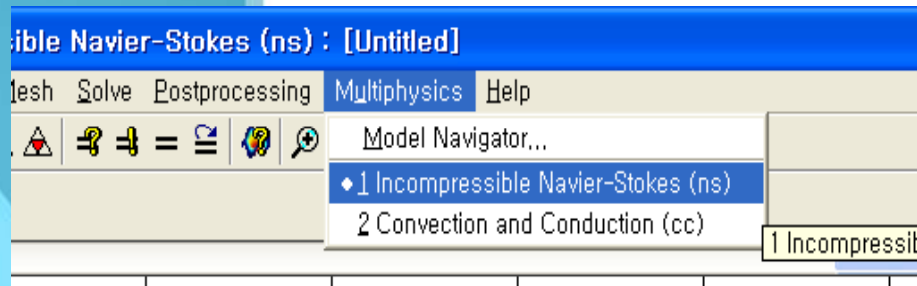 ible Navier-Stokes (ns) : [Untitled]
Mesh Solve Postprocessing Multiphysics Help
Model Navigator...
1 Incompressible Navier-Stokes (ns)
2 Convection and Conduction (cc)
1 Incompressib